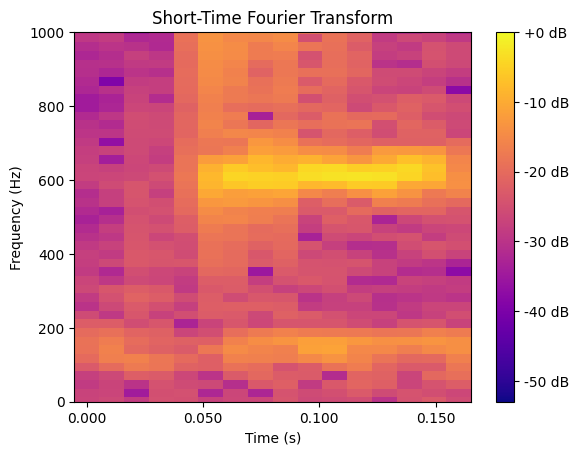 Short-Time Fourier Transform
1000
800
600
400
200
0
Frequency (Hz)
0.000
0.050
0.100
0.150
Time (s)
+0 dB
-10 dB
-20 dB
-30 dB
-40 dB
-50 dB